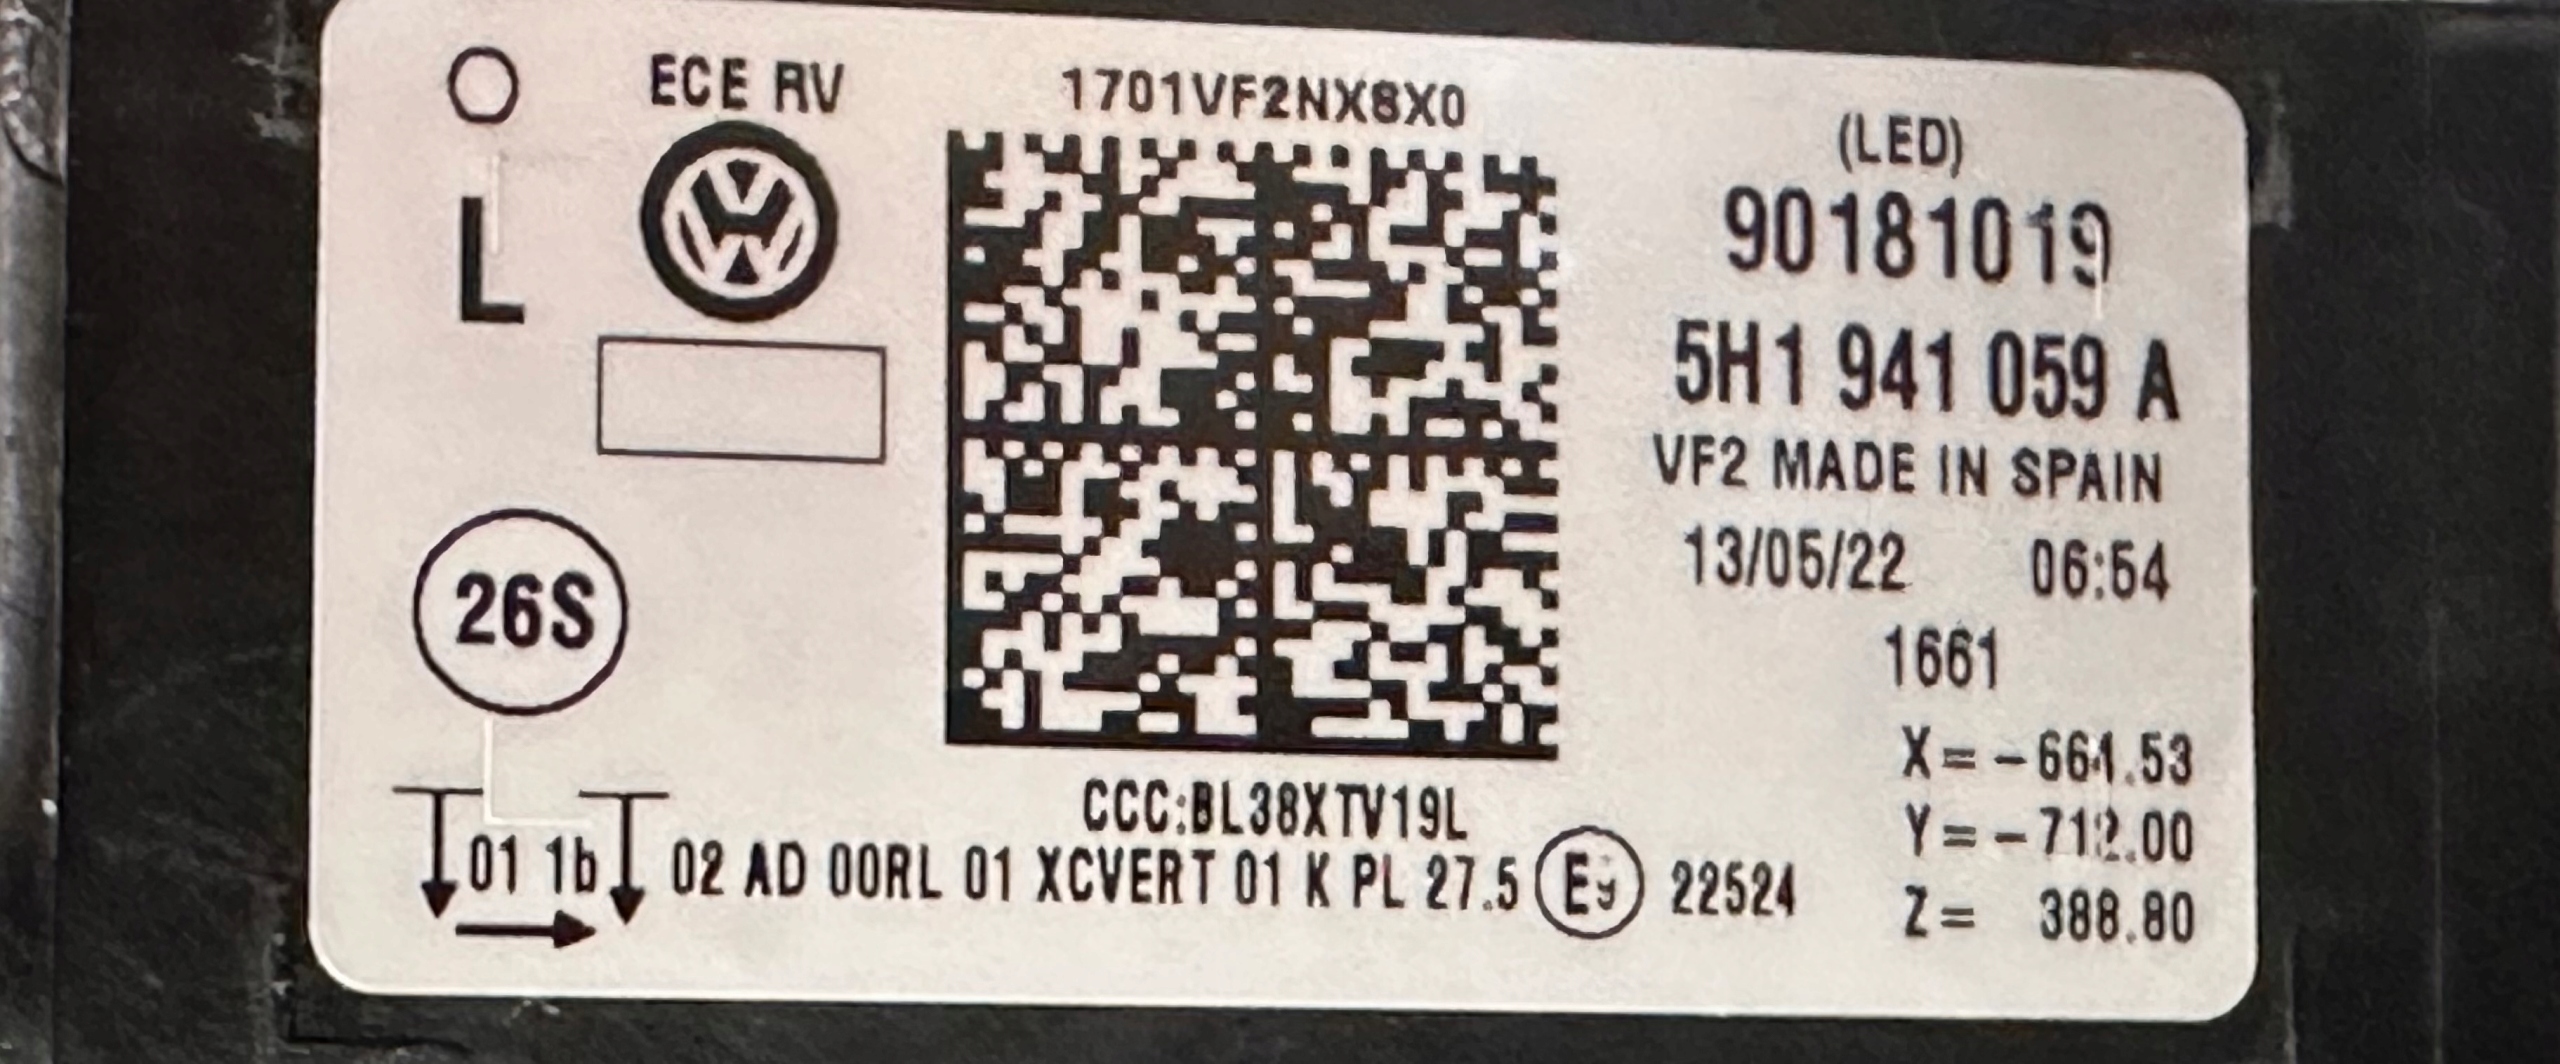 ECE RV
1701VF2NX8X0
L
(LED)
90181019
5H1 941 059 A
VF2 MADE IN SPAIN
13/05/22 06:54
1661
26S
X= -661.53
Y= -712.00
Z= 388.80
CCC:BL38XTV19L
01 1b 02 AD 00RL 01 XCVERT 01 K PL 27.5 E9 22524